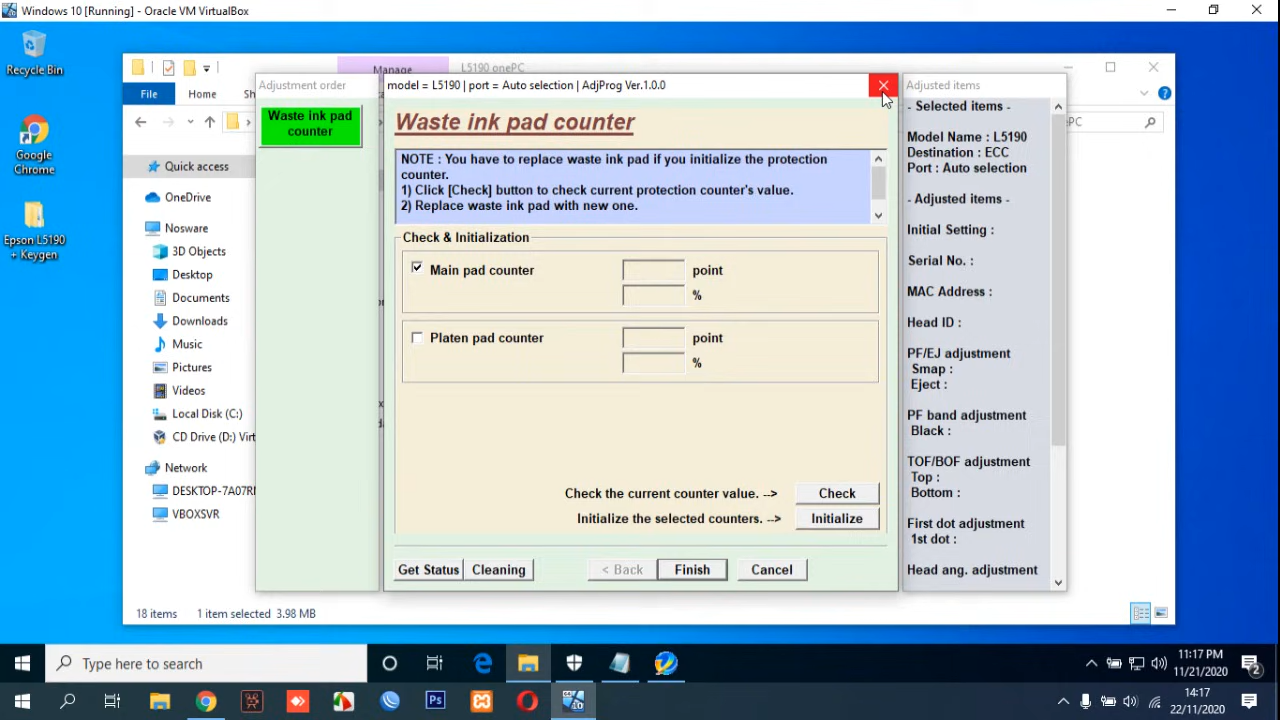 Windows 10 [Running] - Oracle VM VirtualBox
Recycle Bin
Google
Chrome
Epson L5190
+ Keygen
Manage
L5190 onePC
File
Home
Quick access
OneDrive
Nosware
3D Objects
Desktop
Documents
Downloads
Music
Pictures
Videos
Local Disk (C:)
CD Drive (D:) Virt
Network
DESKTOP-7A07R
VBOXSVR
18 items
1 item selected 3.98 MB
Adjustment order
Waste ink pad
counter
model = L5190 | port = Auto selection | AdjProg Ver.1.0.0
Waste ink pad counter
NOTE : You have to replace waste ink pad if you initialize the protection
counter.
1) Click [Check] button to check current protection counter's value.
2) Replace waste ink pad with new one.
Check & Initialization
Main pad counter
point
%
Platen pad counter
point
%
Check the current counter value. -->
Check
Initialize the selected counters. -->
Initialize
Get Status
Cleaning
< Back
Finish
Cancel
Adjusted items
- Selected items -
Model Name : L5190
Destination : ECC
Port : Auto selection
- Adjusted items -
Initial Setting :
Serial No. :
MAC Address :
Head ID :
PF/EJ adjustment
Smap :
Eject :
PF band adjustment
Black :
TOF/BOF adjustment
Top :
Bottom :
First dot adjustment
1st dot :
Head ang. adjustment
PC
Type here to search
11:17 PM
11/21/2020
2
14:17
22/11/2020